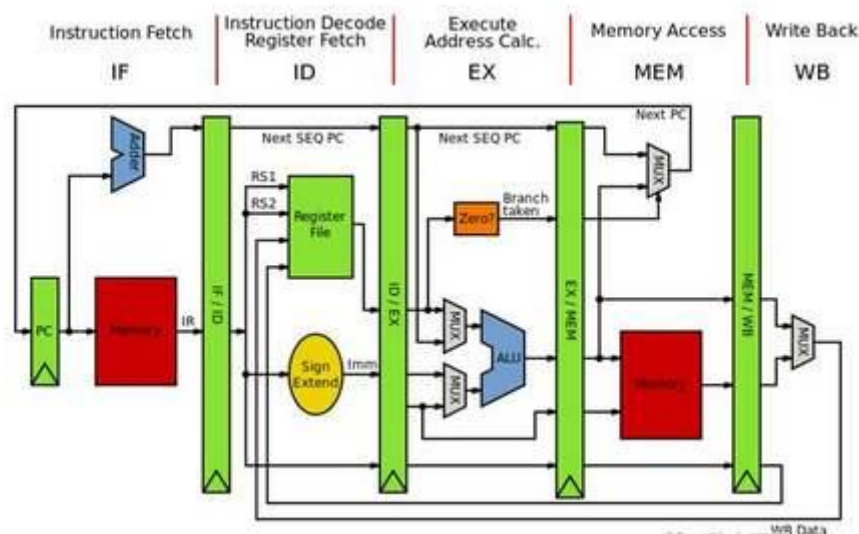 Instruction Fetch
IF
Instruction Decode
Register Fetch
ID
Execute
Address Calc.
EX
Memory Access
MEM
Write Back
WB
Next PC
Adder
Next SEQ PC
Next SEQ PC
RS1
RS2
Register
File
Branch
taken
Zero?
MUX
PC
Memory
IR
IF / ID
ID / EX
EX / MEM
MEM / WB
MUX
ALU
MUX
Sign
Extend
Imm
Memory
MUX
WB Data